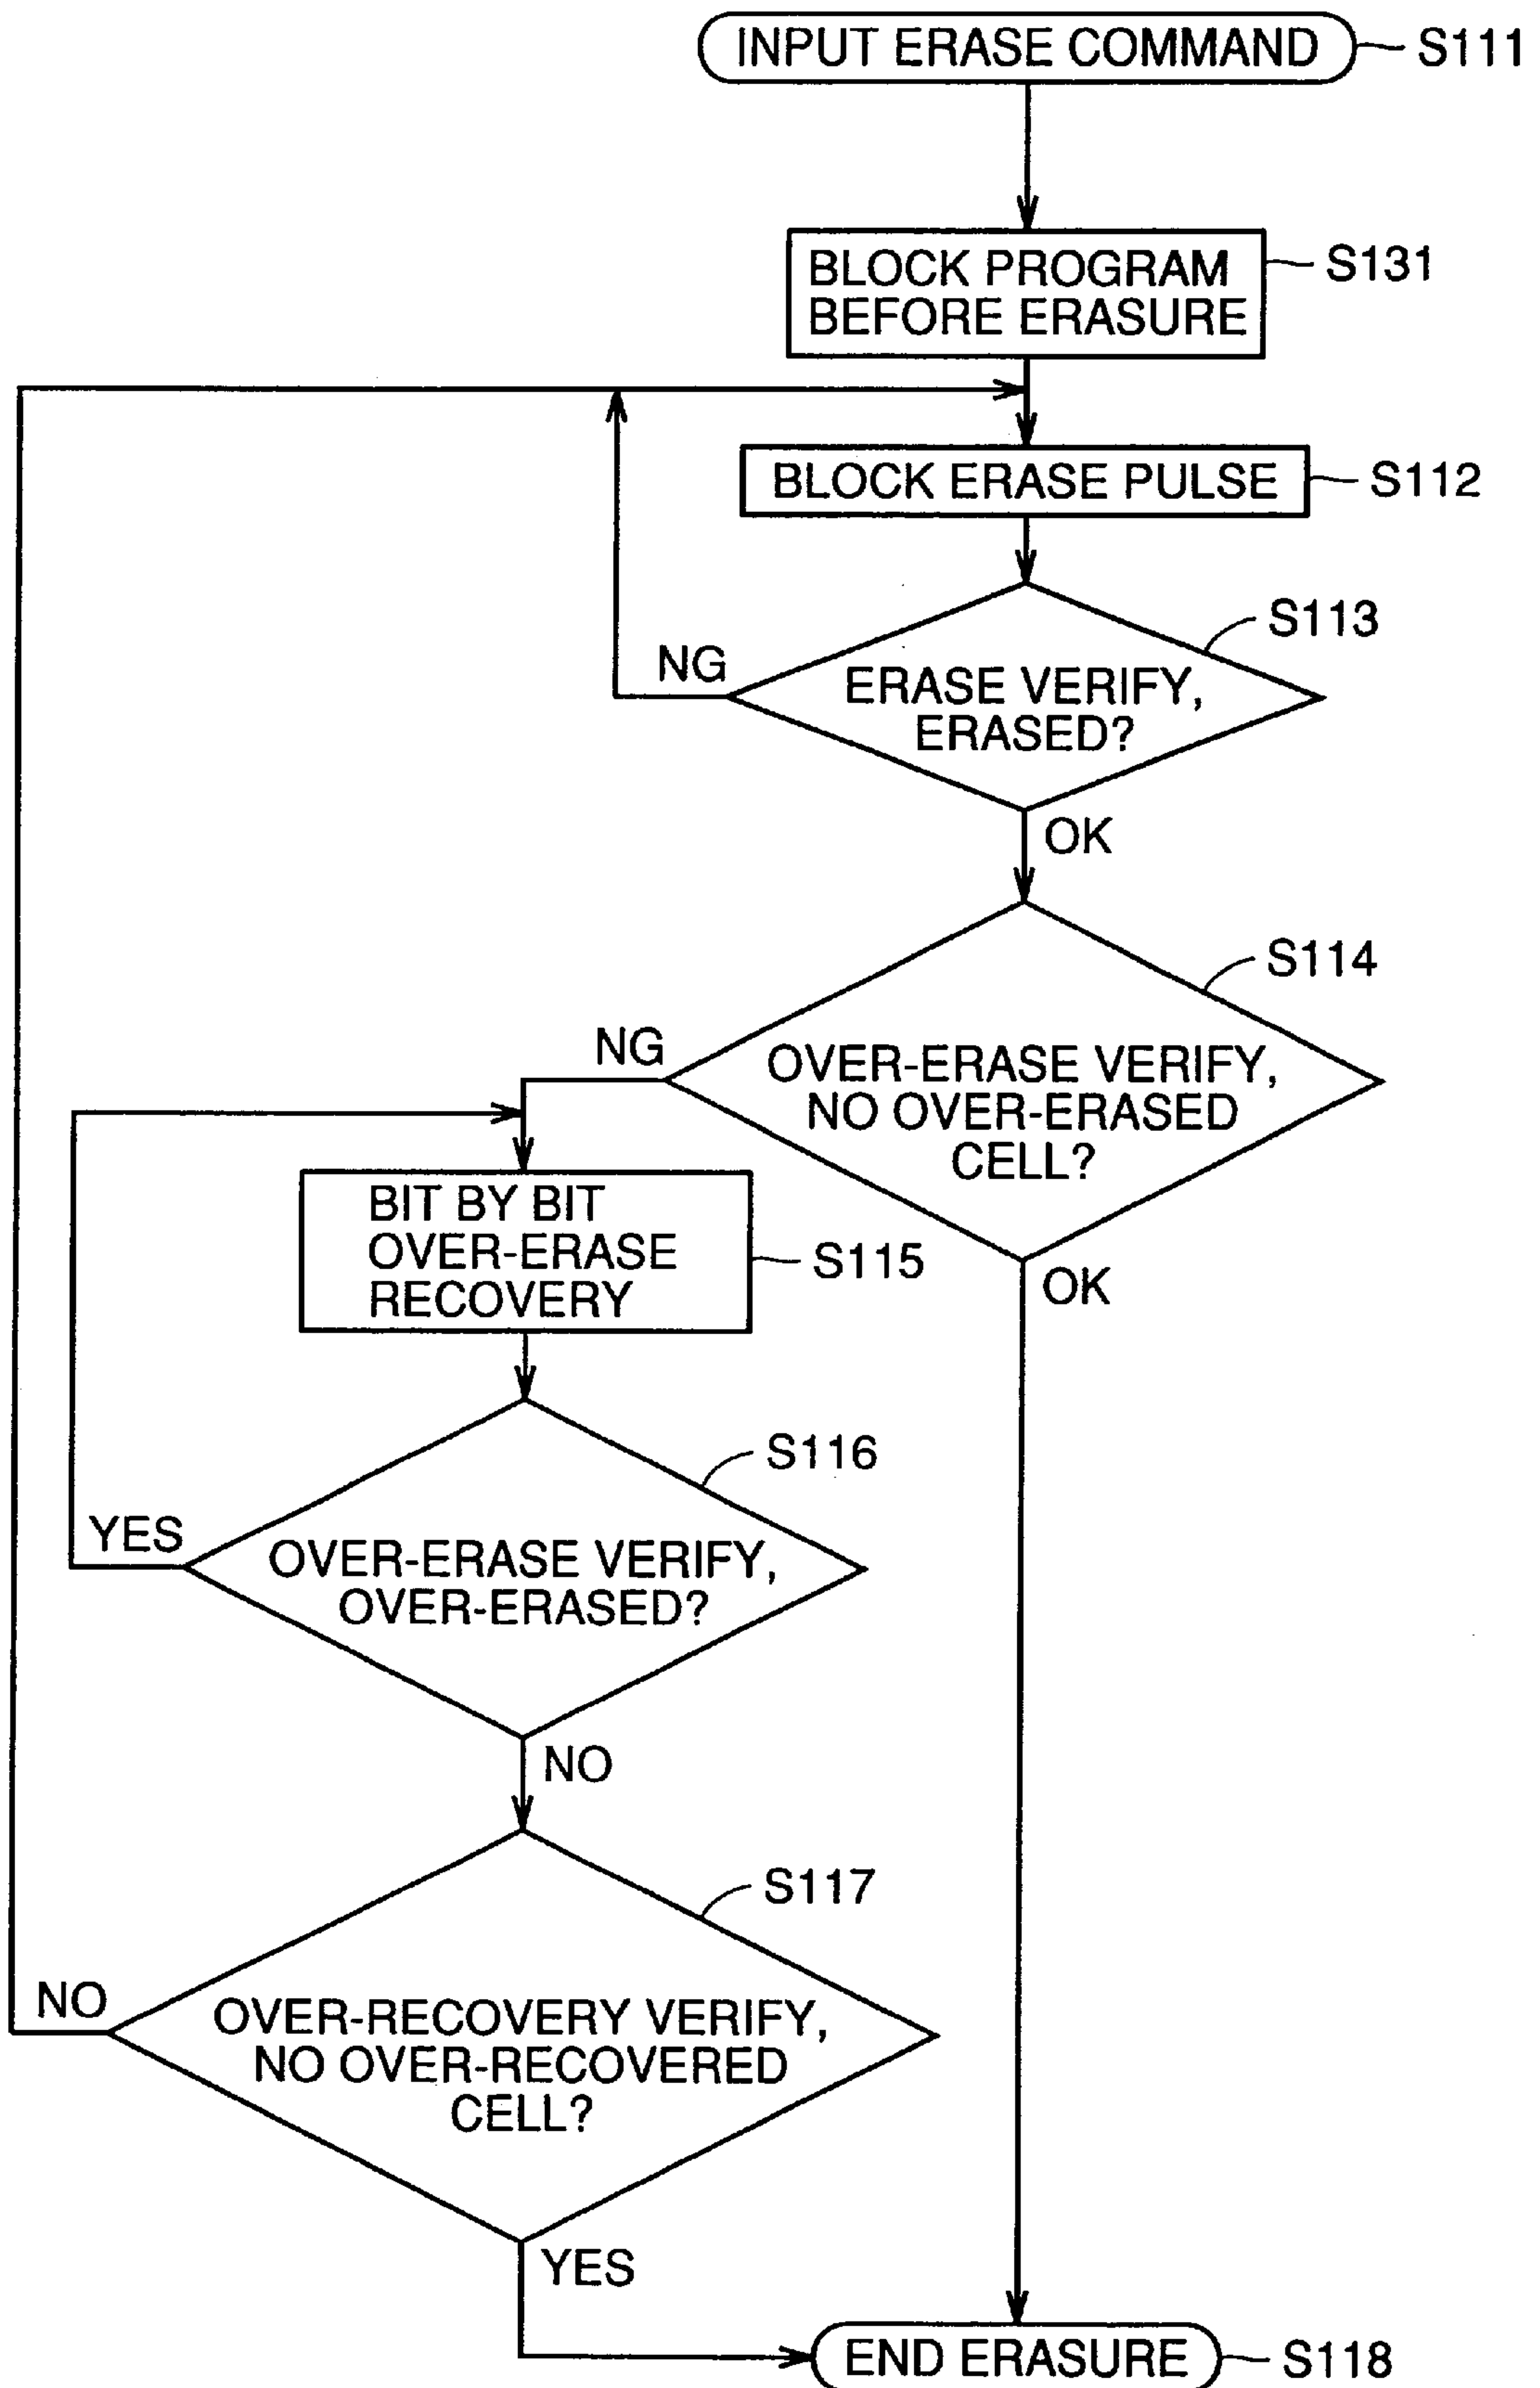 INPUT ERASE COMMAND
S111
BLOCK PROGRAM
BEFORE ERASURE
S131
BLOCK ERASE PULSE
S112
S113
NG
ERASE VERIFY,
ERASED?
OK
S114
NG
OVER-ERASE VERIFY,
NO OVER-ERASED
CELL?
OK
BIT BY BIT
OVER-ERASE
RECOVERY
S115
S116
YES
OVER-ERASE VERIFY,
OVER-ERASED?
NO
S117
NO
OVER-RECOVERY VERIFY,
NO OVER-RECOVERED
CELL?
YES
END ERASURE
S118